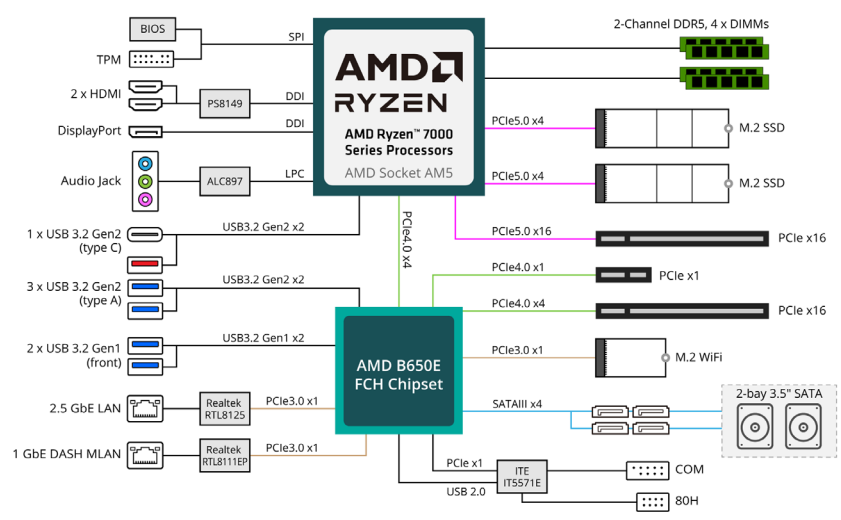 BIOS
SPI
TPM
2 x HDMI
PS8149
DDI
DisplayPort
DDI
Audio Jack
ALC897
LPC
AMD
RYZEN
AMD Ryzen™ 7000
Series Processors
AMD Socket AM5
2-Channel DDR5, 4 x DIMMs
PCIe5.0 x4
M.2 SSD
PCIe5.0 x4
M.2 SSD
1 x USB 3.2 Gen2
(type C)
USB3.2 Gen2 x2
PCIe4.0 x4
PCIe5.0 x16
PCIe x16
3 x USB 3.2 Gen2
(type A)
USB3.2 Gen2 x2
PCIe4.0 x1
PCIe x1
PCIe4.0 x4
PCIe x16
2 x USB 3.2 Gen1
(front)
USB3.2 Gen1 x2
AMD B650E
FCH Chipset
PCIe3.0 x1
M.2 WiFi
2.5 GbE LAN
Realtek
RTL8125
PCIe3.0 x1
SATAIII x4
2-bay 3.5" SATA
1 GbE DASH MLAN
Realtek
RTL8111EP
PCIe3.0 x1
PCIe x1
USB 2.0
ITE
IT5571E
COM
80H